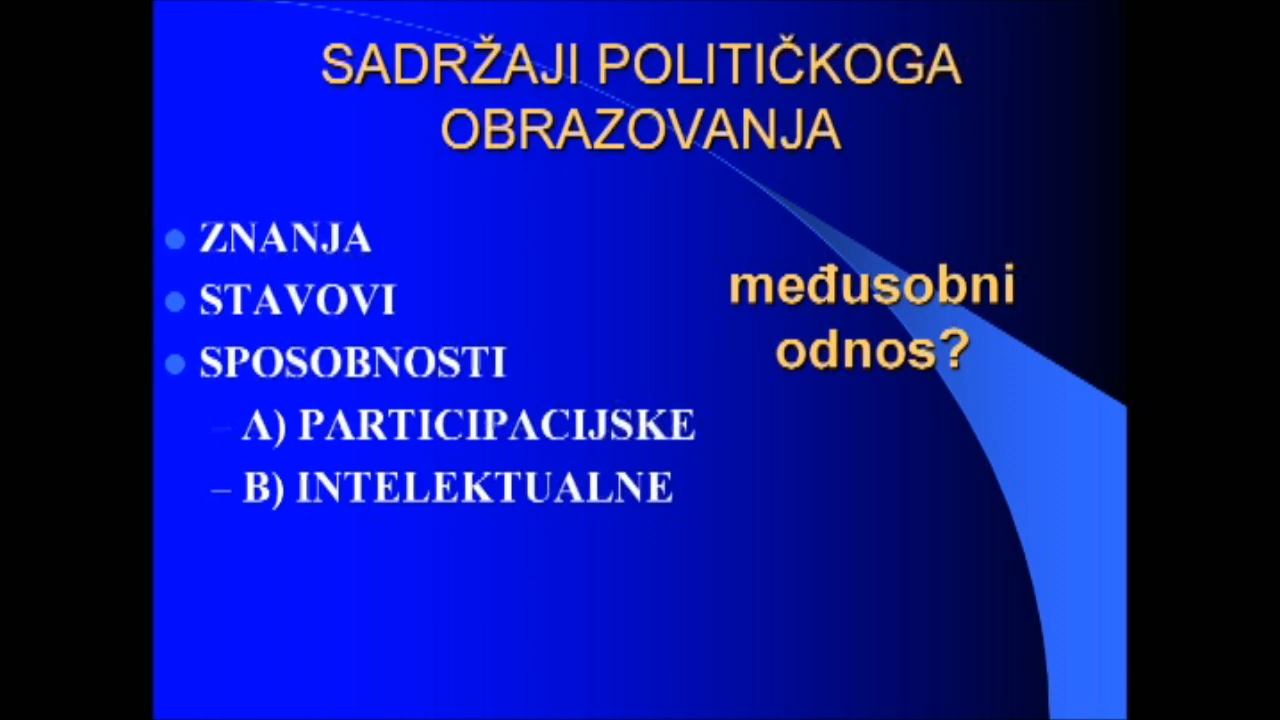 SADRŽAJI POLITIČKOGA
OBRAZOVANJA
ZNANJA
STAVOVI
SPOSOBNOSTI
– A) PARTICIPACIJSKE
– B) INTELEKTUALNE
međusobni
odnos?